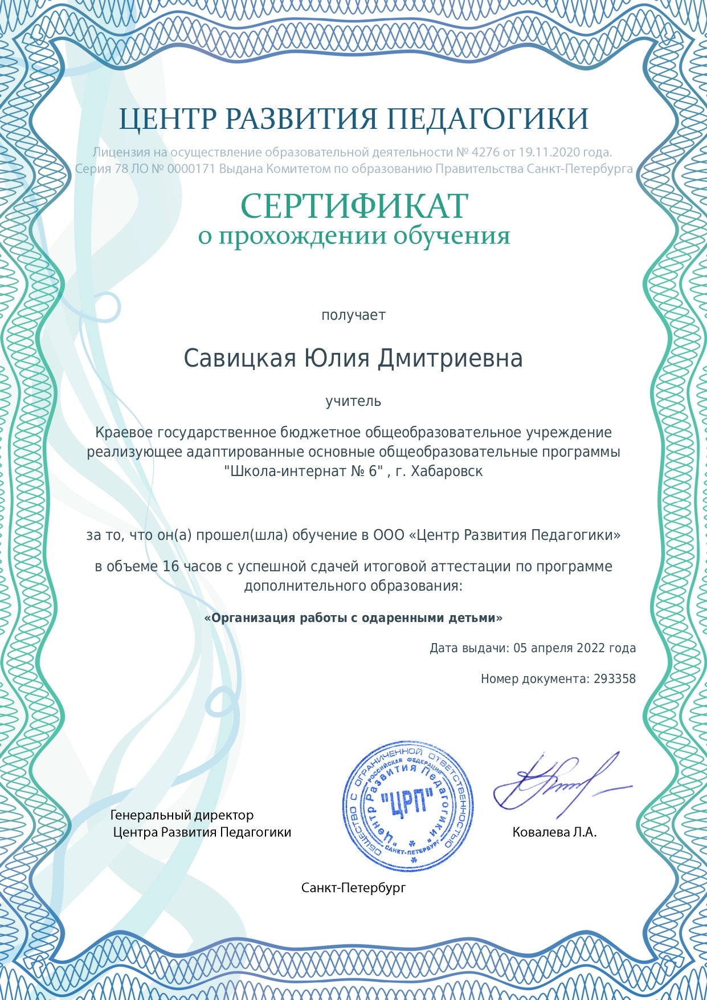 ЦЕНТР РАЗВИТИЯ ПЕДАГОГИКИ
Лицензия на осуществление образовательной деятельности № 4276 от 19.11.2020 года.
Серия 78 ЛО № 0000171 Выдана Комитетом по образованию Правительства Санкт-Петербурга
СЕРТИФИКАТ
о прохождении обучения
получает
Савицкая Юлия Дмитриевна
учитель
Краевое государственное бюджетное общеобразовательное учреждение
реализующее адаптированные основные общеобразовательные программы
"Школа-интернат № 6" , г. Хабаровск
за то, что он(а) прошел(шла) обучение в ООО «Центр Развития Педагогики»
в объеме 16 часов с успешной сдачей итоговой аттестации по программе
дополнительного образования:
«Организация работы с одаренными детьми»
Дата выдачи: 05 апреля 2022 года
Номер документа: 293358
ОБЩЕСТВО С ОГРАНИЧЕННОЙ ОТВЕТСТВЕННОСТЬЮ
РОССИЙСКАЯ ФЕДЕРАЦИЯ
"Центр Развития Педагогики"
"ЦРП"
САНКТ-ПЕТЕРБУРГ
Генеральный директор
Центра Развития Педагогики
Ковалева Л.А.
Санкт-Петербург